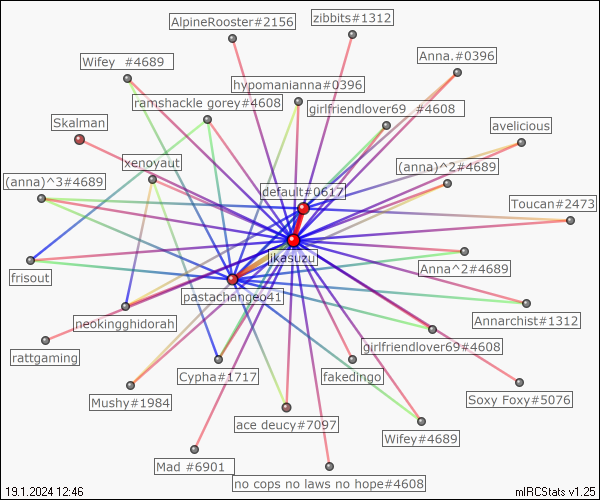 AlpineRooster#2156
zibbits#1312
Wifey  #4689
Anna.#0396
hypomanianna#0396
ramshackle gorey#4608
girlfriendlover69  #4608
Skalman
avelicious
xenoyaut
(anna)^2#4689
(anna)^3#4689
default#0617
Toucan#2473
ikasuzu
Anna^2#4689
frisout
pastachangeo41
neokingghidorah
Annarchist#1312
girlfriendlover69#4608
rattgaming
Cypha#1717
fakedingo
Mushy#1984
Soxy Foxy#5076
ace deucy#7097
Wifey#4689
Mad #6901
no cops no laws no hope#4608
19.1.2024 12:46
mIRCStats v1.25